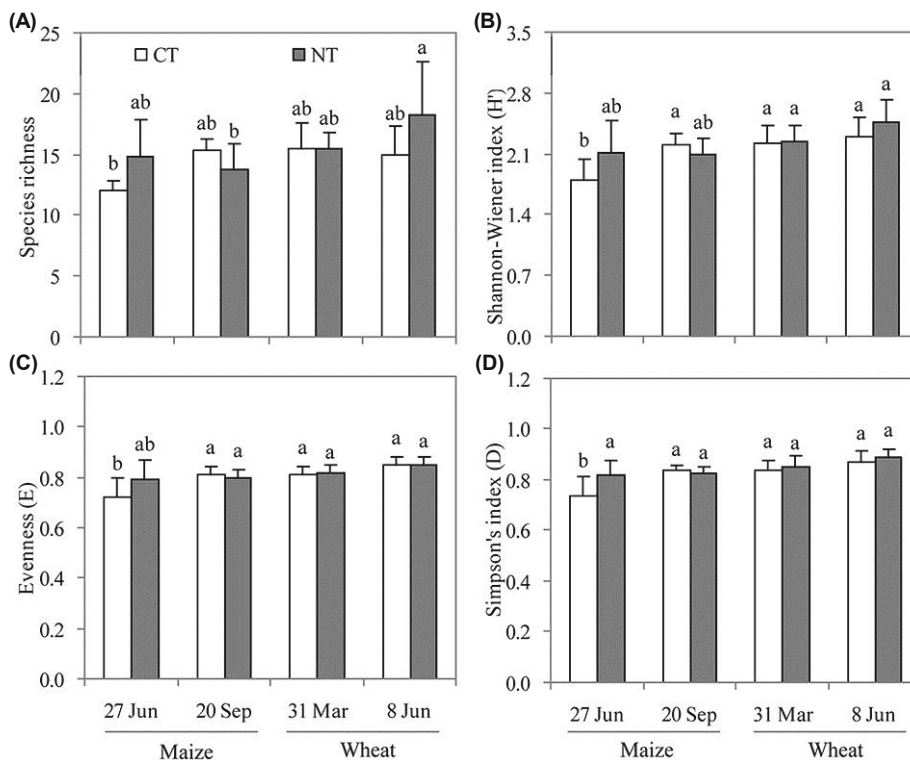 (A)
CT NT
Species richness
25
20
15
10
5
0
b ab ab b ab ab ab a
(B)
Shannon-Wiener index (H')
3.5
2.8
2.1
1.4
0.7
0.0
b ab a ab a a a a
(C)
Evenness (E)
1.2
1.0
0.8
0.6
0.4
0.2
0.0
b ab a a a a a a
27 Jun 20 Sep 31 Mar 8 Jun
Maize Wheat
(D)
Simpson's index (D)
1.2
1.0
0.8
0.6
0.4
0.2
0.0
b a a a a a a a
27 Jun 20 Sep 31 Mar 8 Jun
Maize Wheat